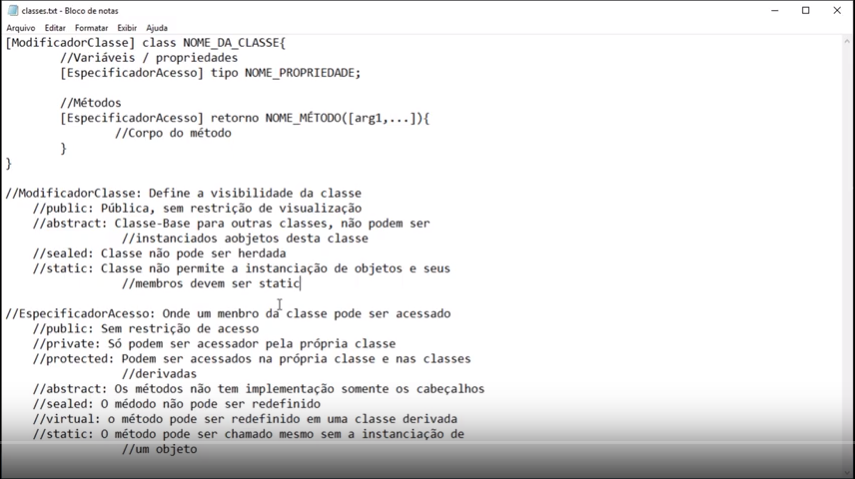 classes.txt - Bloco de notas
Arquivo Editar Formatar Exibir Ajuda
[ModificadorClasse] class NOME_DA_CLASSE{
//Variáveis / propriedades
[EspecificadorAcesso] tipo NOME_PROPRIEDADE;
//Métodos
[EspecificadorAcesso] retorno NOME_MÉTODO([arg1,...]){
//Corpo do método
}
}
//ModificadorClasse: Define a visibilidade da classe
//public: Pública, sem restrição de visualização
//abstract: Classe-Base para outras classes, não podem ser
//instanciados aobjetos desta classe
//sealed: Classe não pode ser herdada
//static: Classe não permite a instanciação de objetos e seus
//membros devem ser static
//EspecificadorAcesso: Onde um menbro da classe pode ser acessado
//public: Sem restrição de acesso
//private: Só podem ser acessador pela própria classe
//protected: Podem ser acessados na própria classe e nas classes
//derivadas
//abstract: Os métodos não tem implementação somente os cabeçalhos
//sealed: O médodo não pode ser redefinido
//virtual: o método pode ser redefinido em uma classe derivada
//static: O método pode ser chamado mesmo sem a instanciação de
//um objeto